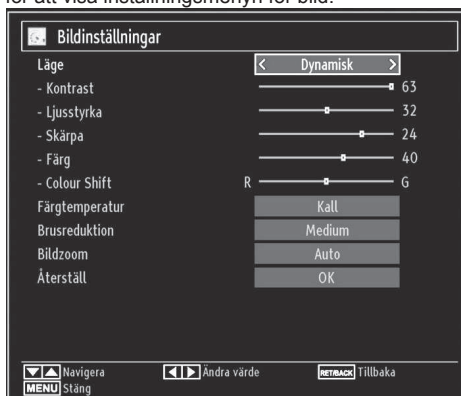 för att visa inställningsmenyn för bild.
Bildinställningar
Läge < Dynamisk >
- Kontrast 63
- Ljusstyrka 32
- Skärpa 24
- Färg 40
- Colour Shift R G
Färgtemperatur Kall
Brusreduktion Medium
Bildzoom Auto
Återställ OK
Navigera Ändra värde RET/BACK Tillbaka
MENU Stäng